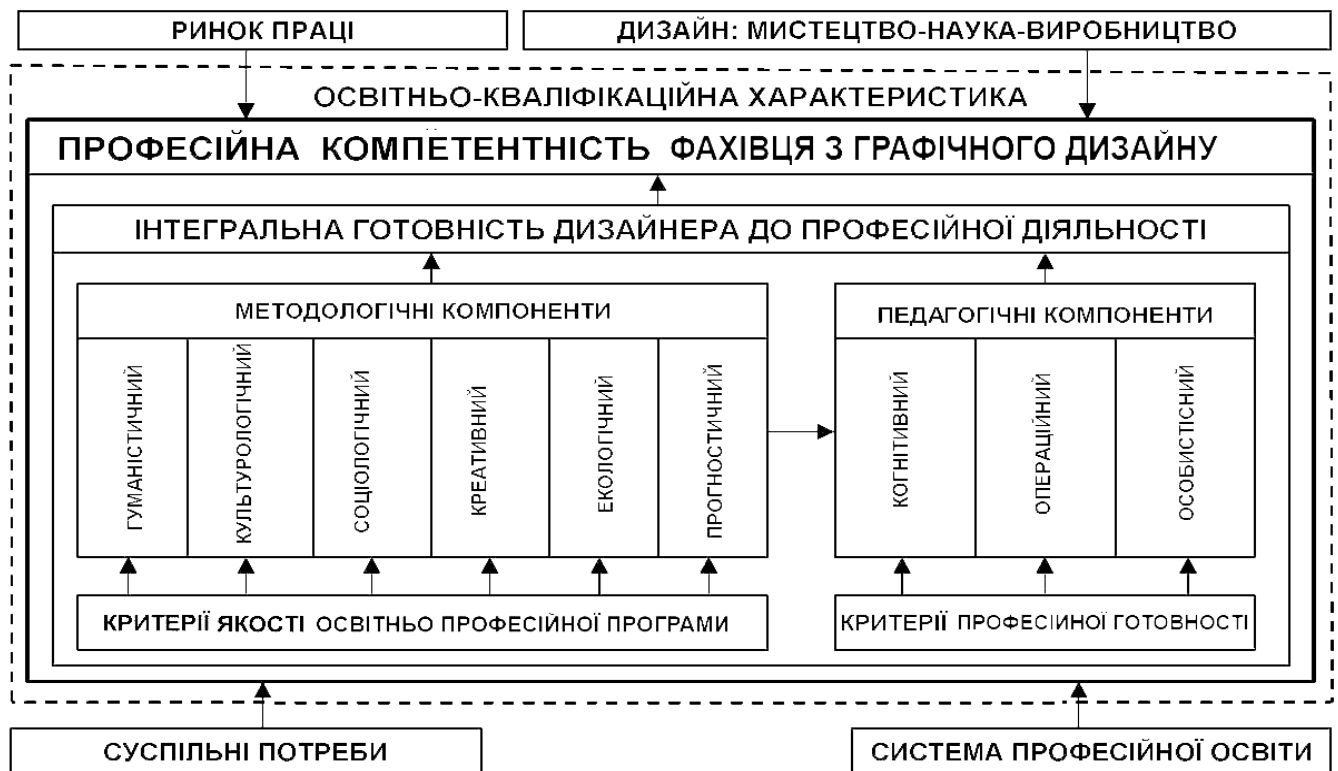 РИНОК ПРАЦІ
ДИЗАЙН: МИСТЕЦТВО-НАУКА-ВИРОБНИЦТВО
ОСВІТНЬО-КВАЛІФІКАЦІЙНА ХАРАКТЕРИСТИКА
ПРОФЕСІЙНА КОМПЕТЕНТНІСТЬ ФАХІВЦЯ З ГРАФІЧНОГО ДИЗАЙНУ
ІНТЕГРАЛЬНА ГОТОВНІСТЬ ДИЗАЙНЕРА ДО ПРОФЕСІЙНОЇ ДІЯЛЬНОСТІ
МЕТОДОЛОГІЧНІ КОМПОНЕНТИ
ГУМАНІСТИЧНИЙ
КУЛЬТУРОЛОГІЧНИЙ
СОЦІОЛОГІЧНИЙ
КРЕАТИВНИЙ
ЕКОЛОГІЧНИЙ
ПРОГНОСТИЧНИЙ
КРИТЕРІЇ ЯКОСТІ ОСВІТНЬО ПРОФЕСІЙНОЇ ПРОГРАМИ
ПЕДАГОГІЧНІ КОМПОНЕНТИ
КОГНІТИВНИЙ
ОПЕРАЦІЙНИЙ
ОСОБИСТІСНИЙ
КРИТЕРІЇ ПРОФЕСІЙНОЇ ГОТОВНОСТІ
СУСПІЛЬНІ ПОТРЕБИ
СИСТЕМА ПРОФЕСІЙНОЇ ОСВІТИ